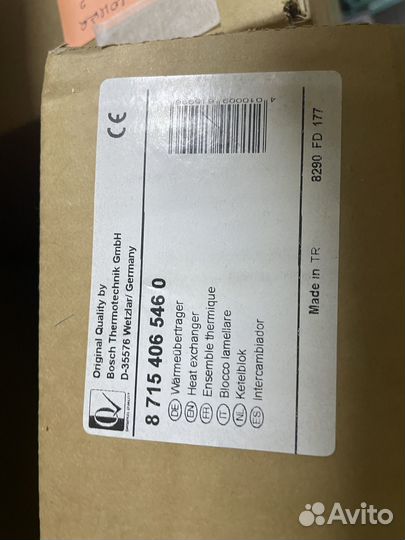 Original Quality by
Bosch Thermotechnik GmbH
D-35576 Wetzlar/ Germany
CE
8 715 406 546 0
DE Wärmeübertrager
EN Heat exchanger
FR Ensemble thermique
IT Blocco lamellare
NL Ketelblok
ES Intercambiador
Made in TR
8290 FD 177
Avito